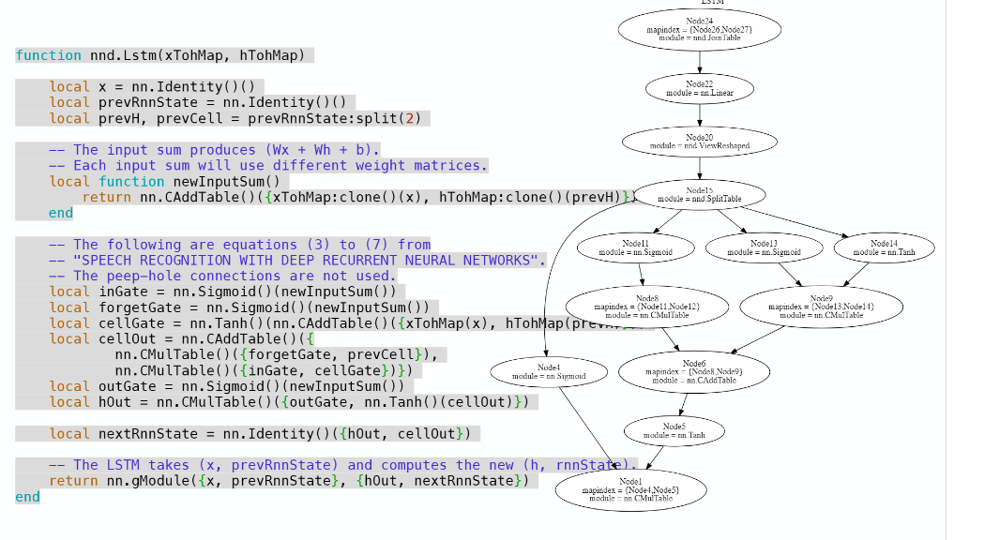 function nnd.Lstm(xTohMap, hTohMap)
local x = nn.Identity()()
local prevRnnState = nn.Identity()()
local prevH, prevCell = prevRnnState:split(2)
-- The input sum produces (Wx + Wh + b).
-- Each input sum will use different weight matrices.
local function newInputSum()
return nn.CAddTable()({xTohMap:clone()(x), hTohMap:clone()(prevH)})
end
-- The following are equations (3) to (7) from
-- "SPEECH RECOGNITION WITH DEEP RECURRENT NEURAL NETWORKS".
-- The peep-hole connections are not used.
local inGate = nn.Sigmoid()(newInputSum())
local forgetGate = nn.Sigmoid()(newInputSum())
local cellGate = nn.Tanh()(nn.CAddTable()({xTohMap(x), hTohMap(prev
local cellOut = nn.CAddTable()({
nn.CMulTable()({forgetGate, prevCell}),
nn.CMulTable()({inGate, cellGate})})
local outGate = nn.Sigmoid()(newInputSum())
local hOut = nn.CMulTable()({outGate, nn.Tanh()(cellOut)})
local nextRnnState = nn.Identity()({hOut, cellOut})
-- The LSTM takes (x, prevRnnState) and computes the new (h, rnnState).
return nn.gModule({x, prevRnnState}, {hOut, nextRnnState})
end
LSTM
Node24
mapindex = {Node26,Node27}
module = nnd.JoinTable
Node22
module = nn.Linear
Node20
module = nnd.ViewReshaped
Node15
module = nnd.SplitTable
Node11
module = nn.Sigmoid
Node13
module = nn.Sigmoid
Node14
module = nn.Tanh
Node8
mapindex = {Node11,Node12}
module = nn.CMulTable
Node9
mapindex = {Node13,Node14}
module = nn.CMulTable
Node4
module = nn.Sigmoid
Node6
mapindex = {Node8,Node9}
module = nn.CAddTable
Node5
module = nn.Tanh
Node1
mapindex = {Node4,Node5}
module = nn.CMulTable